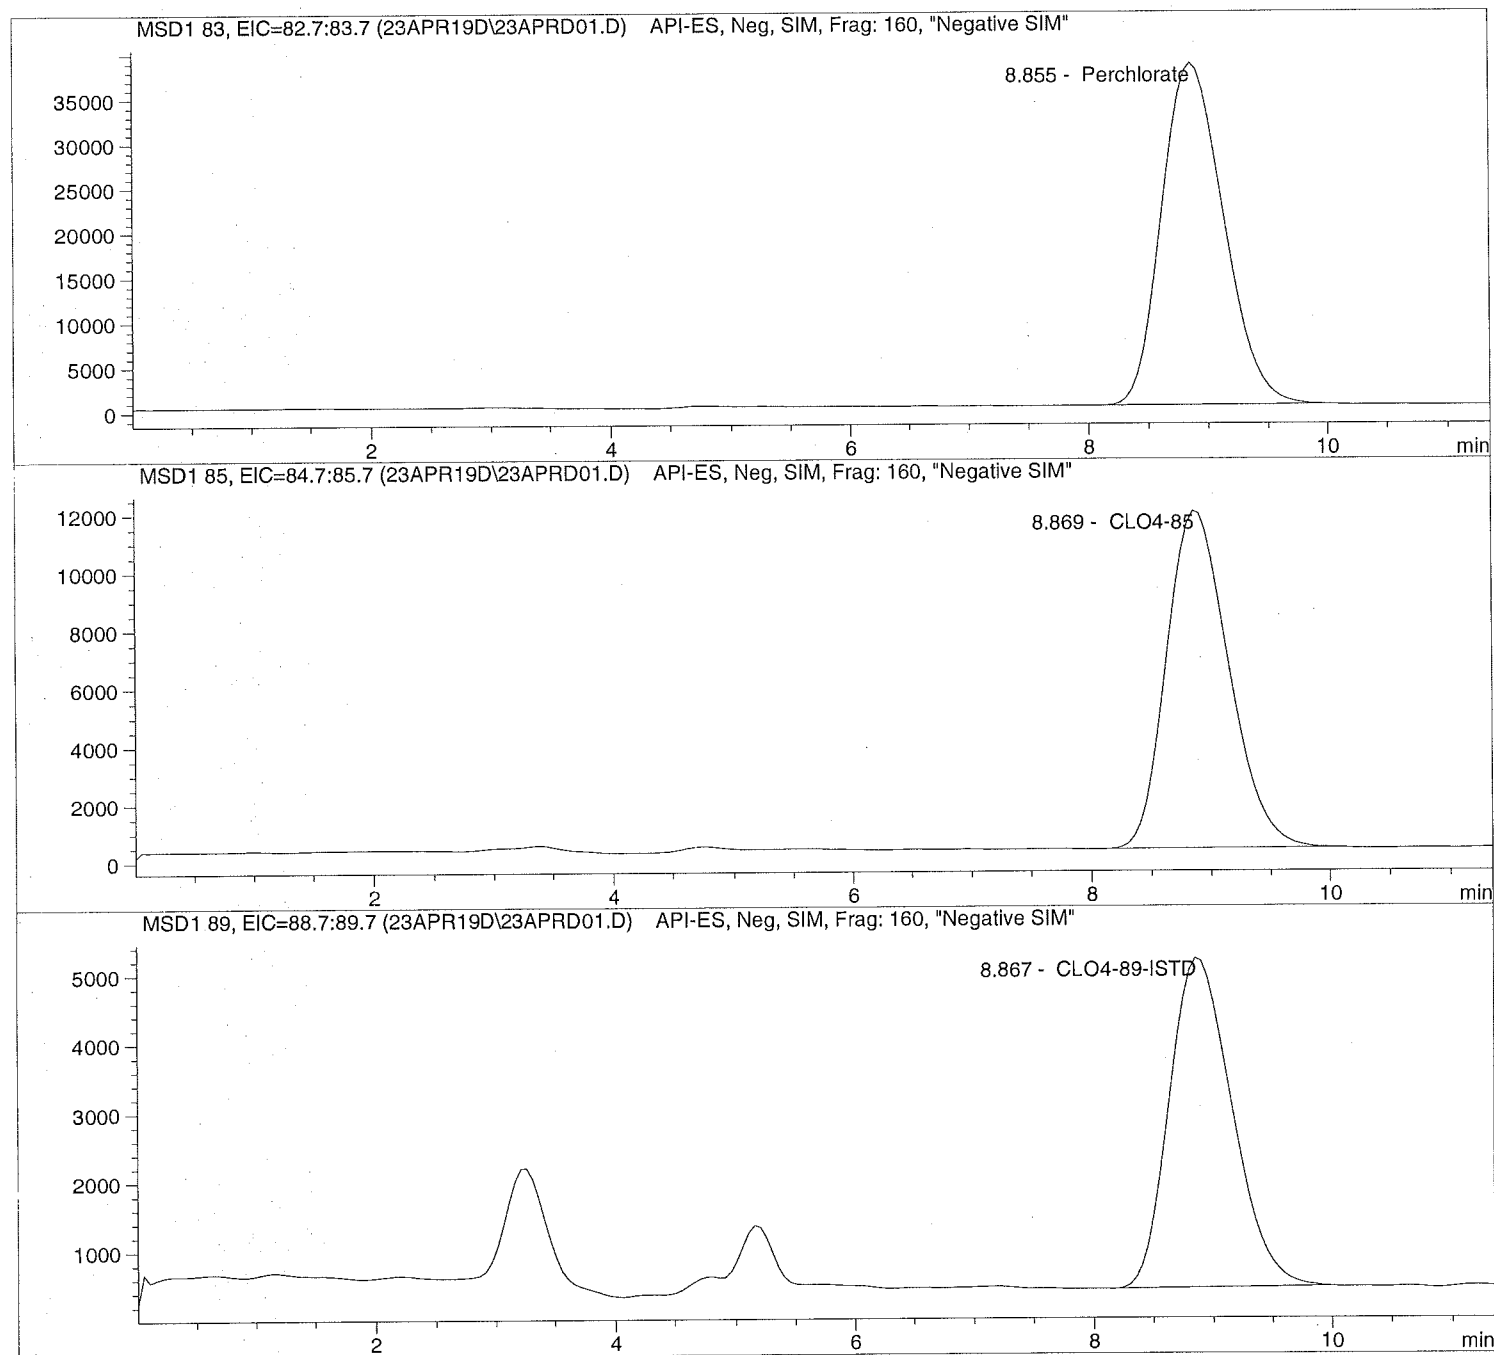 MSD1 83, EIC=82.7:83.7 (23APR19D\23APRD01.D) API-ES, Neg, SIM, Frag: 160, "Negative SIM"
8.855 - Perchlorate
35000
30000
25000
20000
15000
10000
5000
0
2 4 6 8 10 min
MSD1 85, EIC=84.7:85.7 (23APR19D\23APRD01.D) API-ES, Neg, SIM, Frag: 160, "Negative SIM"
8.869 - CLO4-85
12000
10000
8000
6000
4000
2000
0
2 4 6 8 10 min
MSD1 89, EIC=88.7:89.7 (23APR19D\23APRD01.D) API-ES, Neg, SIM, Frag: 160, "Negative SIM"
8.867 - CLO4-89-ISTD
5000
4000
3000
2000
1000
2 4 6 8 10 min